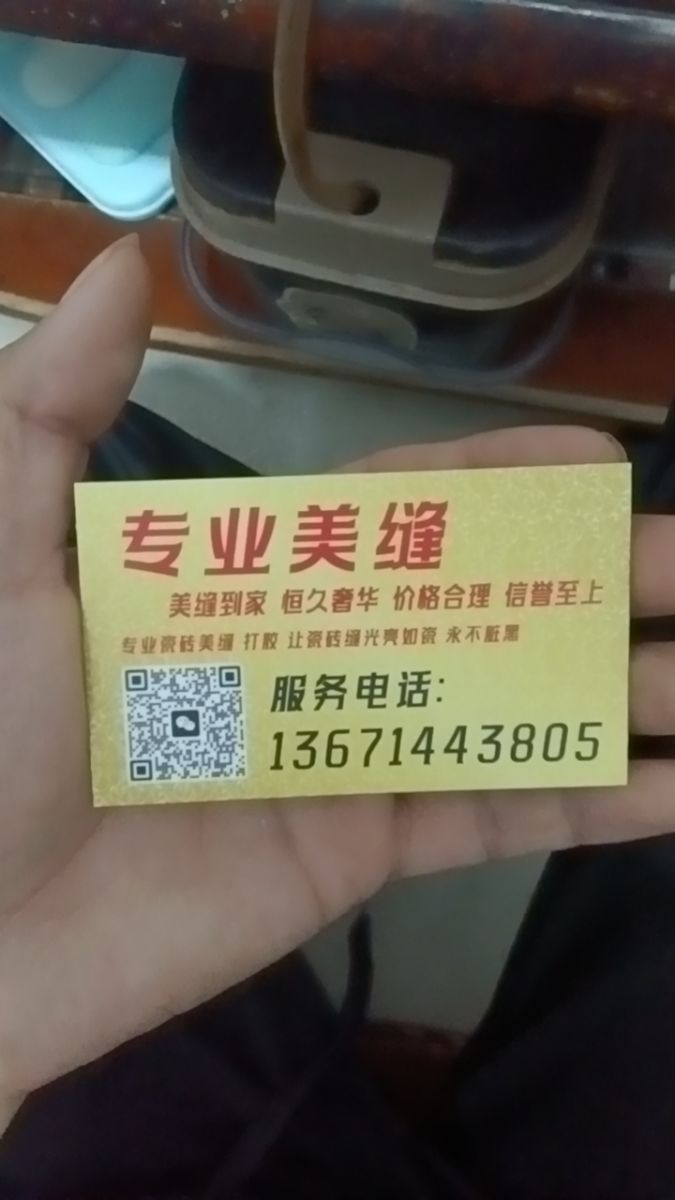 专业美缝
美缝到家 恒久奢华 价格合理 信誉至上
专业瓷砖美缝 打胶 让瓷砖缝光亮如瓷 永不脏黑
服务电话:
13671443805